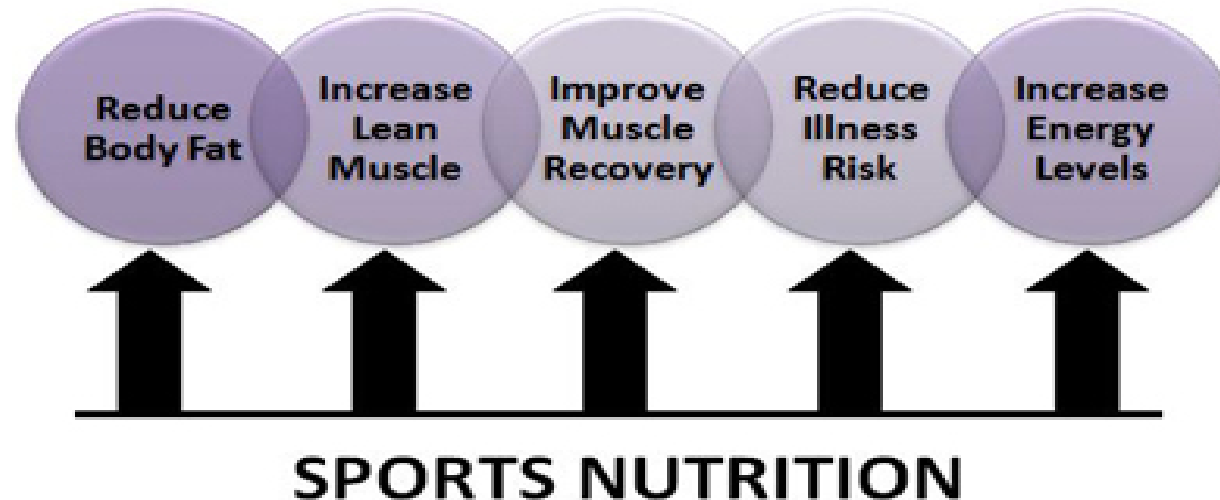 Reduce
Body Fat
Increase
Lean
Muscle
Improve
Muscle
Recovery
Reduce
Illness
Risk
Increase
Energy
Levels
SPORTS NUTRITION